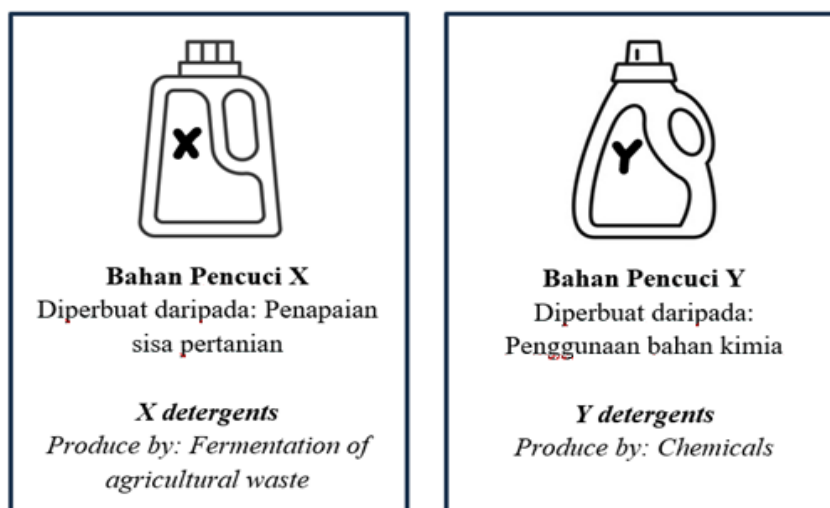 X
Bahan Pencuci X
Diperbuat daripada: Penapaian
sisa pertanian
X detergents
Produce by: Fermentation of
agricultural waste
Y
Bahan Pencuci Y
Diperbuat daripada:
Penggunaan bahan kimia
Y detergents
Produce by: Chemicals